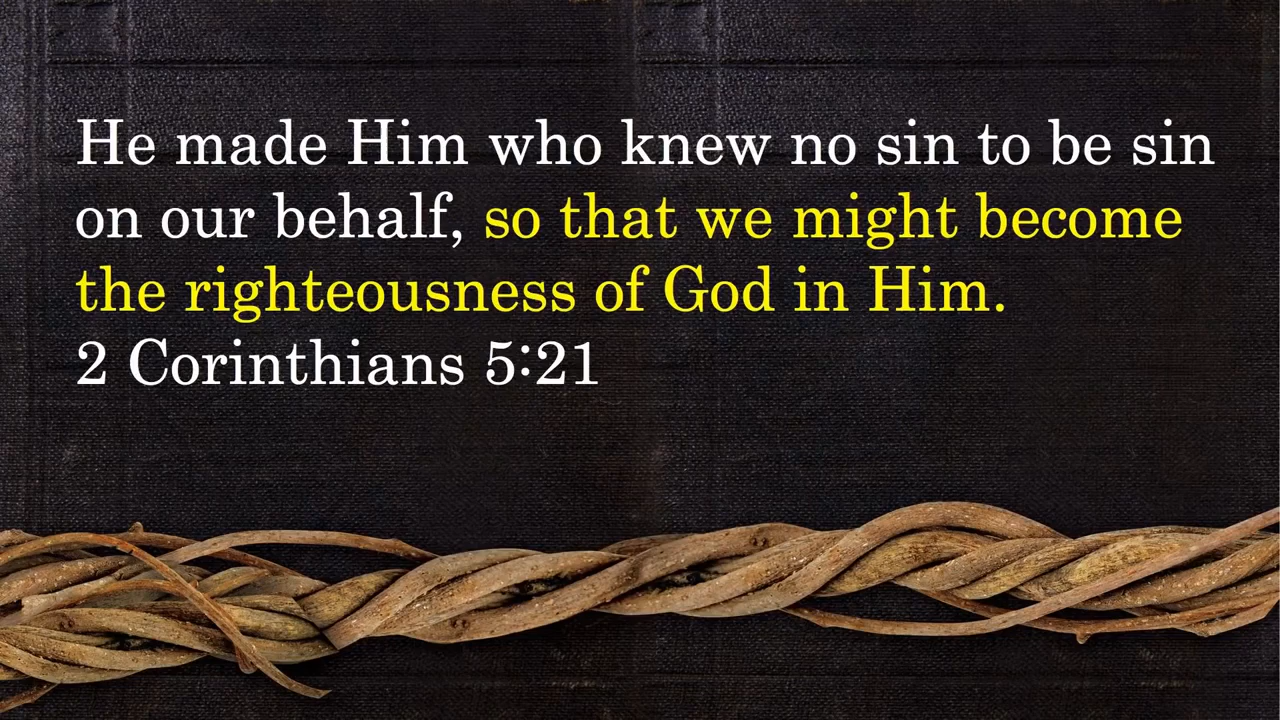 He made Him who knew no sin to be sin
on our behalf, so that we might become
the righteousness of God in Him.
2 Corinthians 5:21